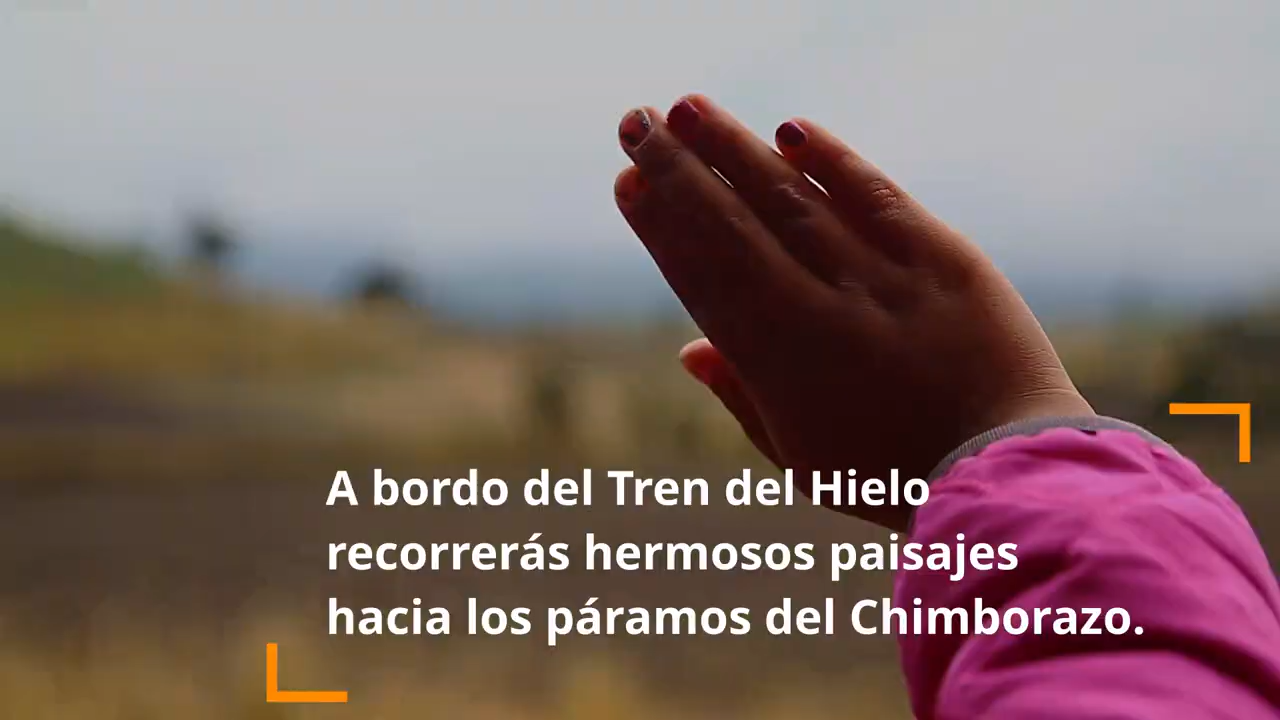 A bordo del Tren del Hielo
recorrerás hermosos paisajes
hacia los páramos del Chimborazo.